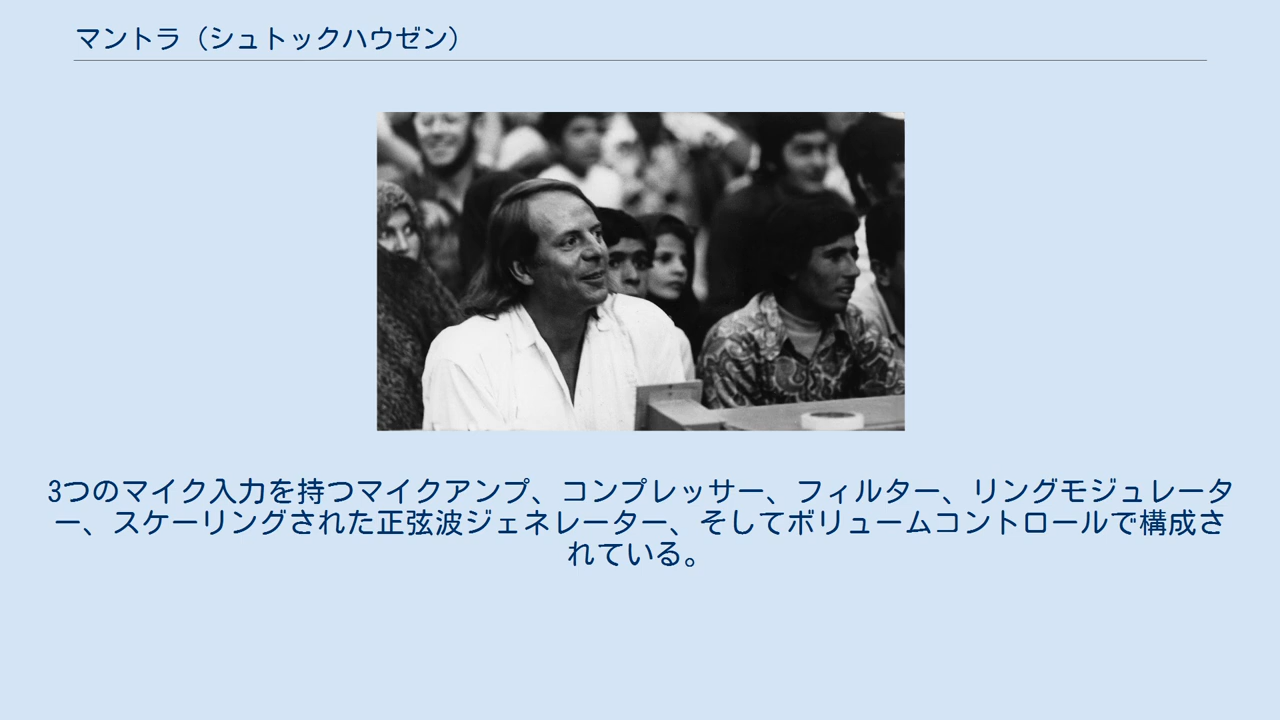 マントラ（シュトックハウゼン）
3つのマイク入力を持つマイクアンプ、コンプレッサー、フィルター、リングモジュレータ
ー、スケーリングされた正弦波ジェネレーター、そしてボリュームコントロールで構成さ
れている。